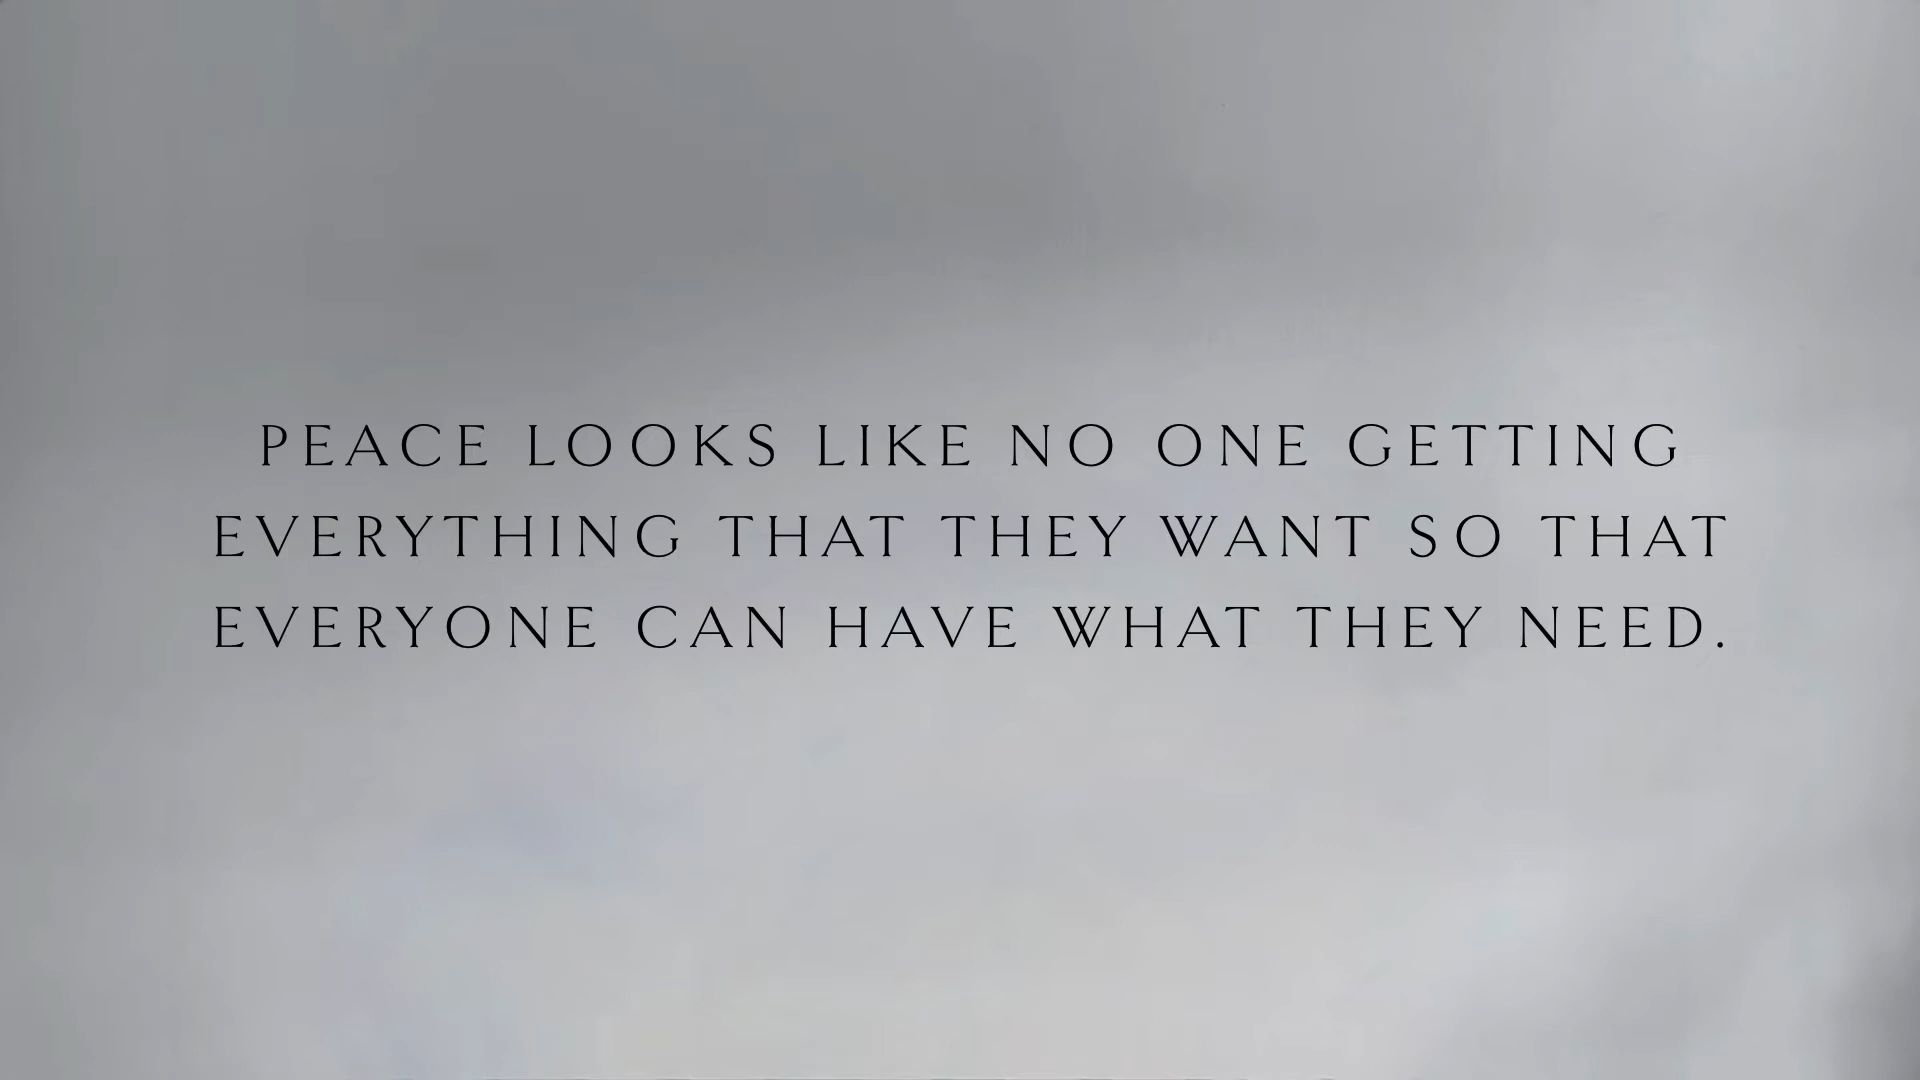 PEACE LOOKS LIKE NO ONE GETTING
EVERYTHING THAT THEY WANT SO THAT
EVERYONE CAN HAVE WHAT THEY NEED.